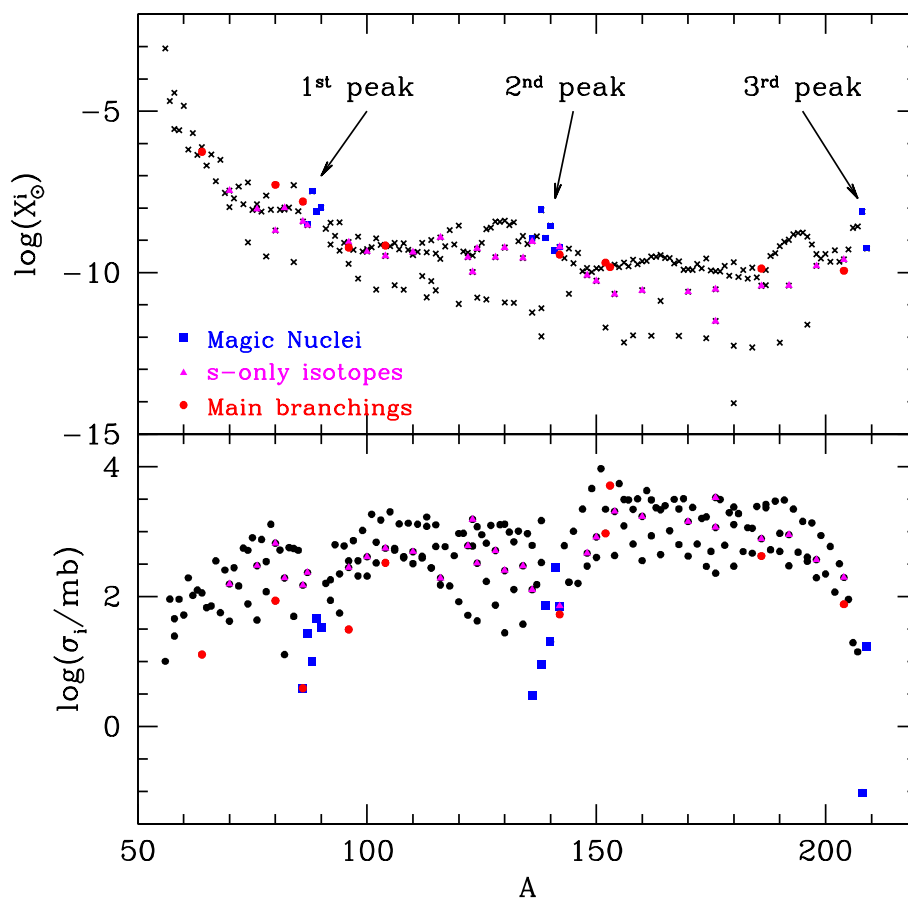 1st peak
2nd peak
3rd peak
−5
−10
−15
log(X⊙^i)
Magic Nuclei
s−only isotopes
Main branchings
4
2
0
log(σ_i/mb)
50
100
150
200
A